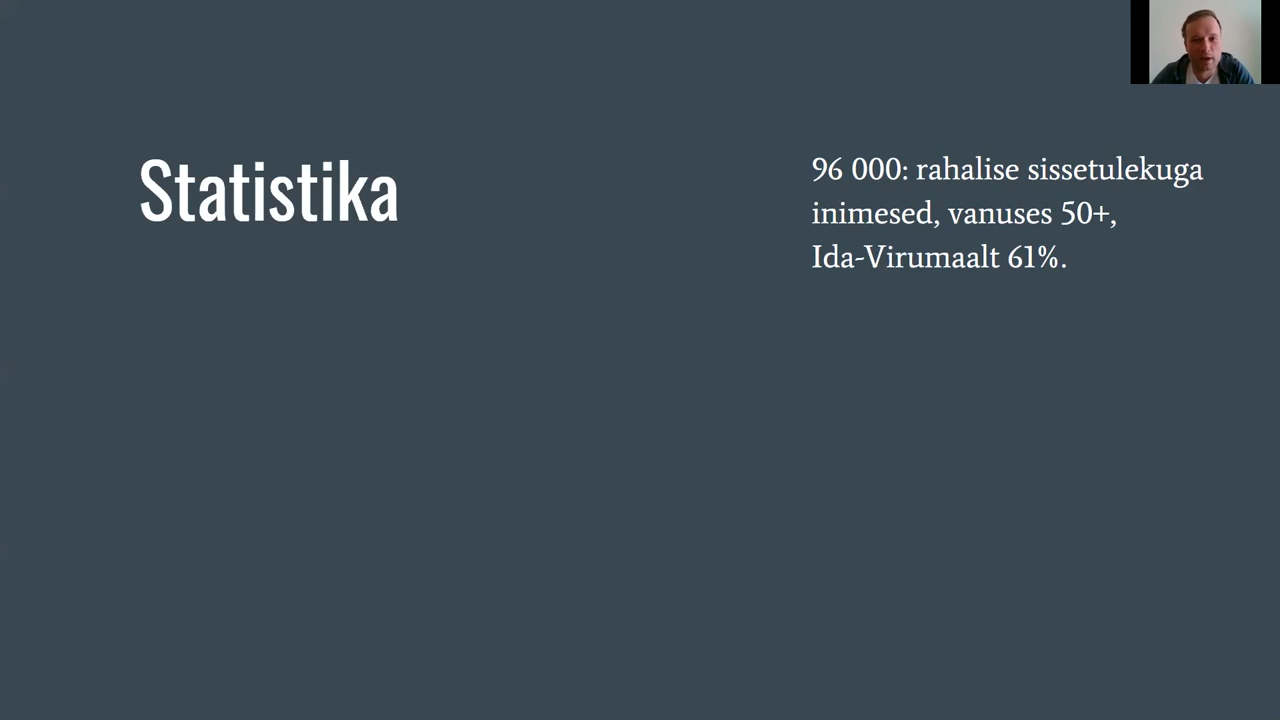 Statistika
96 000: rahalise sissetulekuga
inimesed, vanuses 50+,
Ida-Virumaalt 61%.